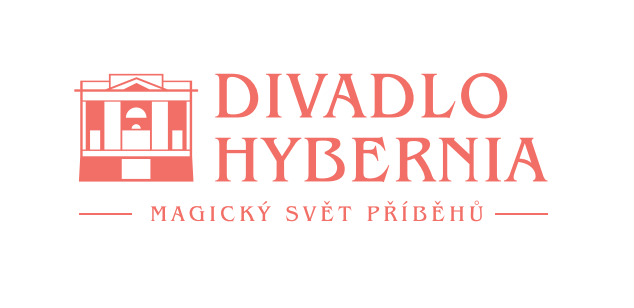 DIVADLO
HYBERNIA
MAGICKÝ SVĚT PŘÍBĚHŮ